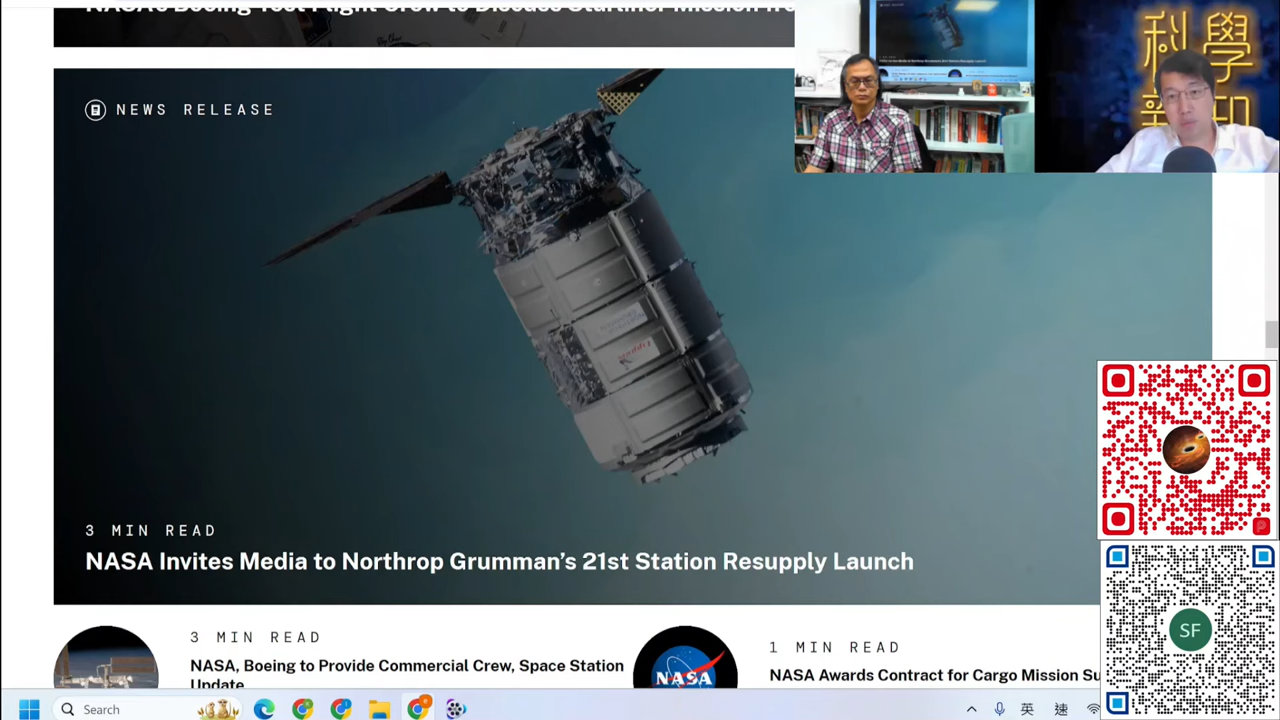 NEWS RELEASE
3 MIN READ
NASA Invites Media to Northrop Grumman’s 21st Station Resupply Launch
3 MIN READ
NASA, Boeing to Provide Commercial Crew, Space Station
Update
1 MIN READ
NASA Awards Contract for Cargo Mission Su
NASA
科學
SF
Search
英
速